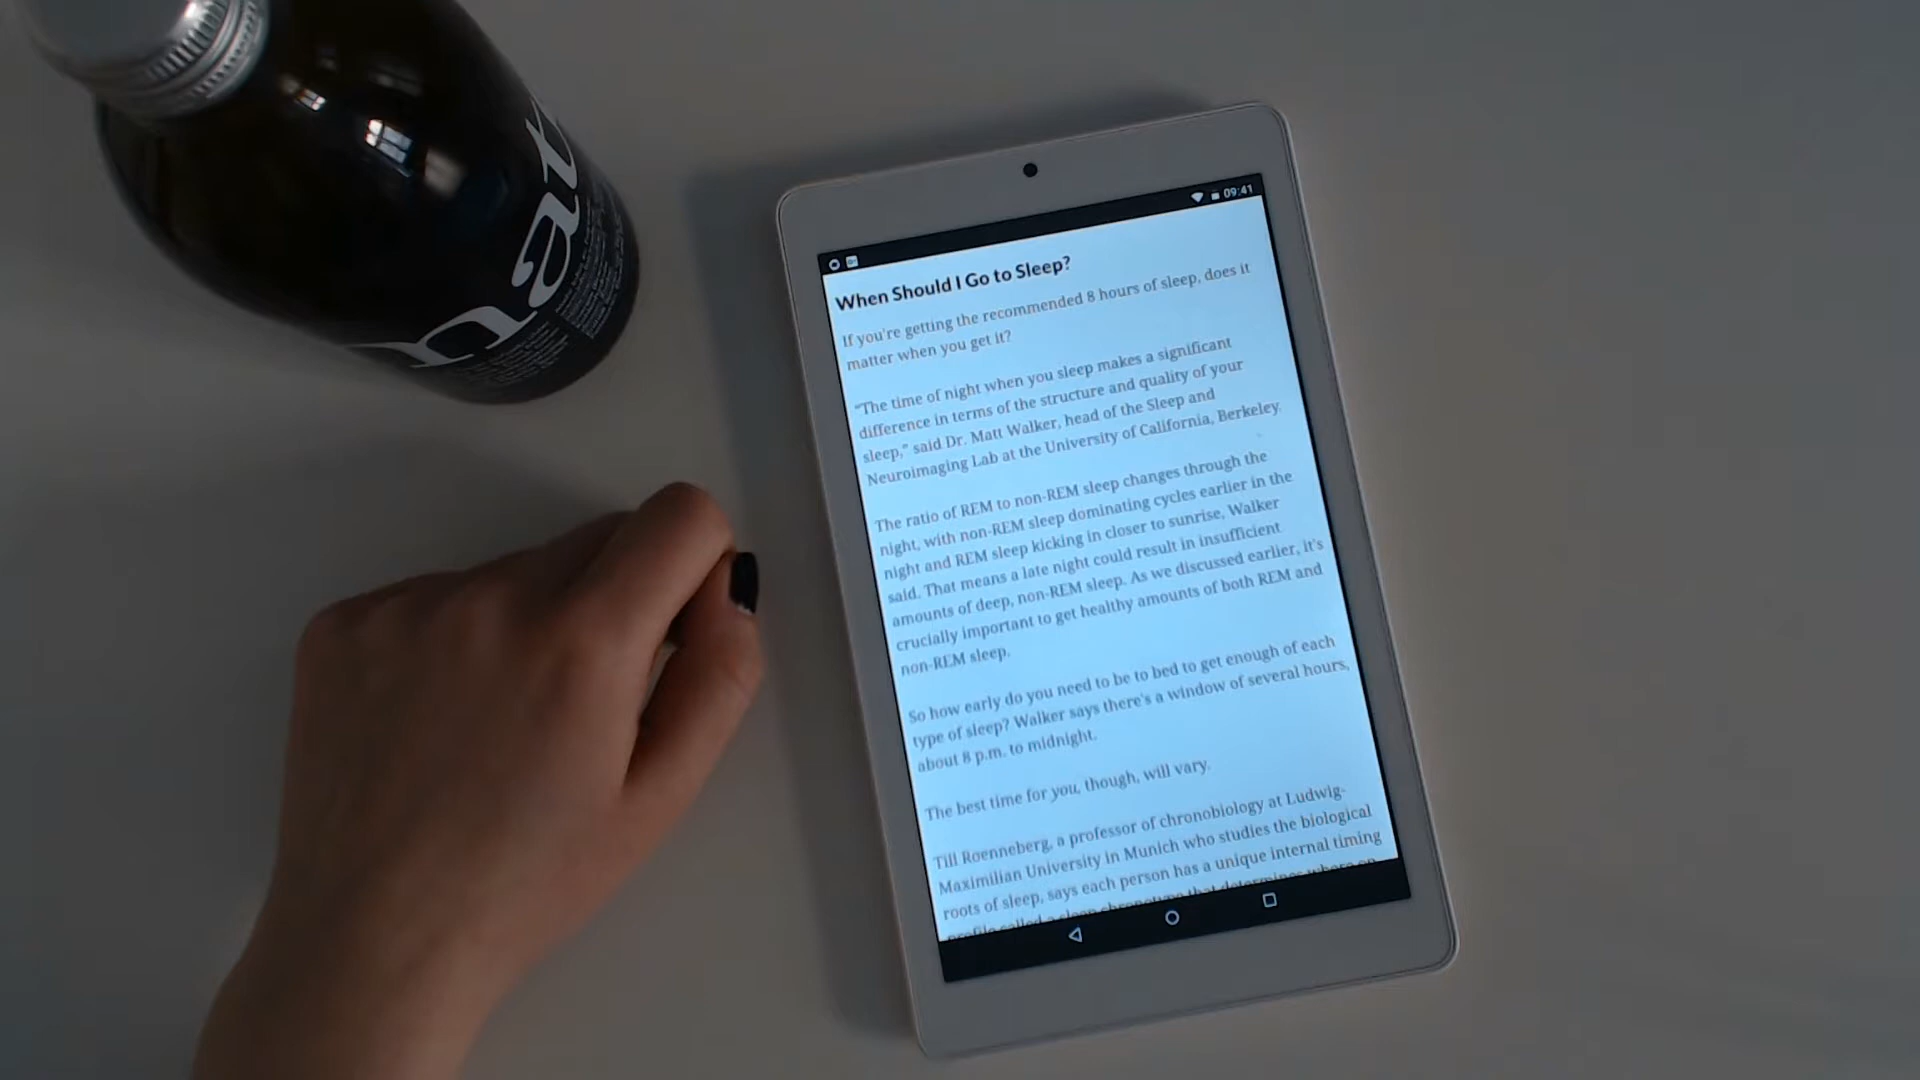 mat
09:41
When Should I Go to Sleep?
If you're getting the recommended 8 hours of sleep, does it
matter when you get it?
"The time of night when you sleep makes a significant
difference in terms of the structure and quality of your
sleep," said Dr. Matt Walker, head of the Sleep and
Neuroimaging Lab at the University of California, Berkeley.
The ratio of REM to non-REM sleep changes through the
night, with non-REM sleep dominating cycles earlier in the
night and REM sleep kicking in closer to sunrise, Walker
said. That means a late night could result in insufficient
amounts of deep, non-REM sleep. As we discussed earlier, it's
crucially important to get healthy amounts of both REM and
non-REM sleep.
So how early do you need to be to bed to get enough of each
type of sleep? Walker says there's a window of several hours,
about 8 p.m. to midnight.
The best time for you, though, will vary.
Till Roenneberg, a professor of chronobiology at Ludwig-
Maximilian University in Munich who studies the biological
roots of sleep, says each person has a unique internal timing
profile called a sleep chronotype that determines where on